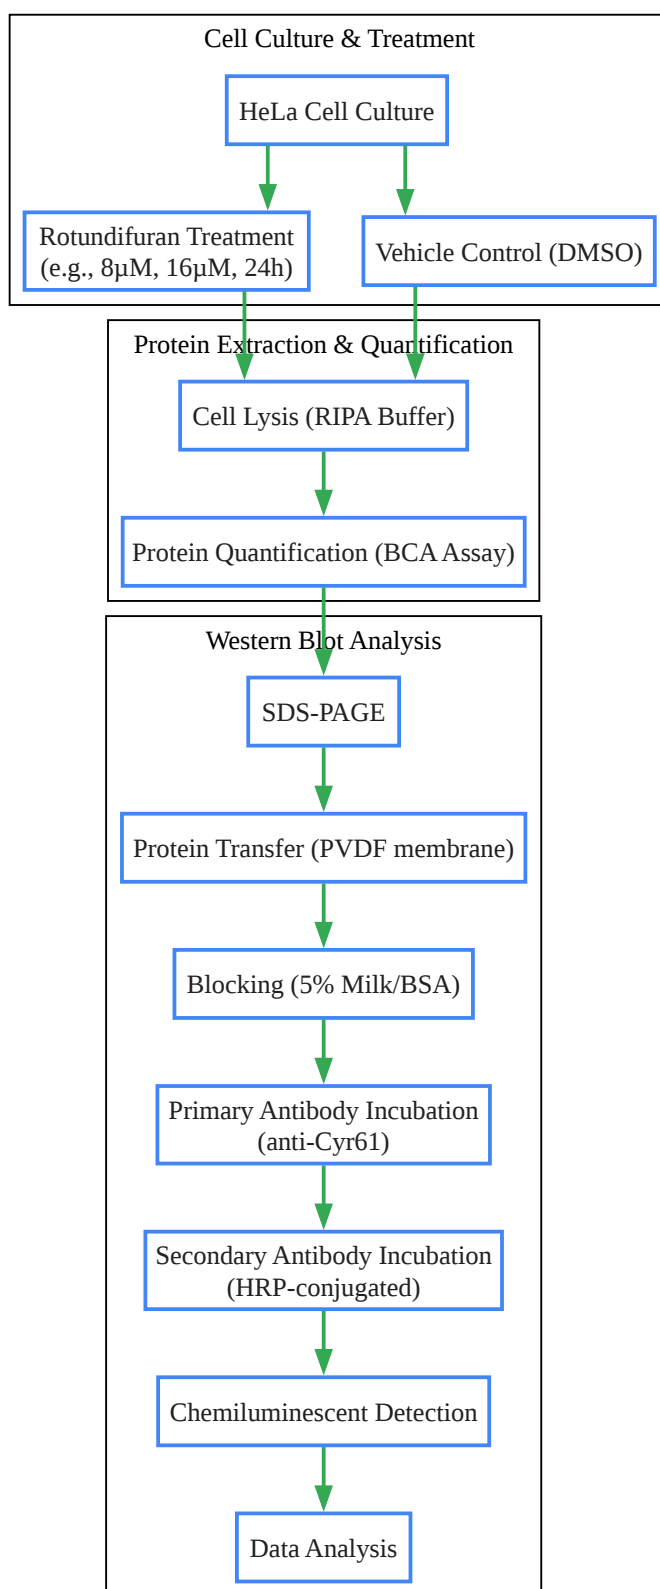 Cell Culture & Treatment
HeLa Cell Culture
Rotundifuran Treatment
(e.g., 8µM, 16µM, 24h)
Vehicle Control (DMSO)
Protein Extraction & Quantification
Cell Lysis (RIPA Buffer)
Protein Quantification (BCA Assay)
Western Blot Analysis
SDS-PAGE
Protein Transfer (PVDF membrane)
Blocking (5% Milk/BSA)
Primary Antibody Incubation
(anti-Cyr61)
Secondary Antibody Incubation
(HRP-conjugated)
Chemiluminescent Detection
Data Analysis